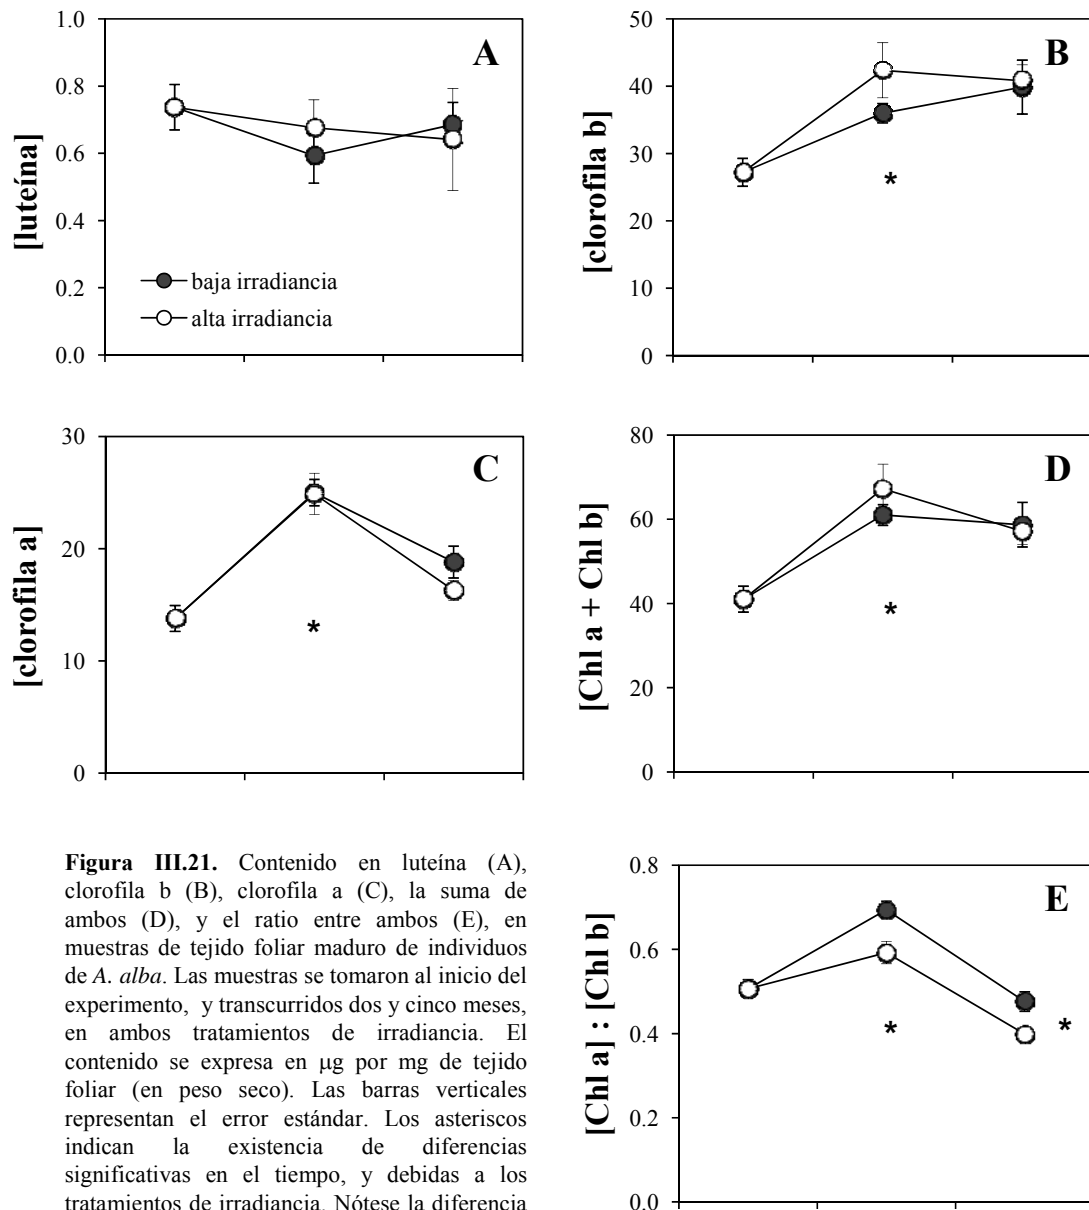 A
[luteína]
1.0
0.8
0.6
0.4
0.2
0.0
baja irradiancia
alta irradiancia
B
[clorofila b]
50
40
30
20
10
0
*
C
[clorofila a]
30
20
10
0
*
D
[Chl a + Chl b]
80
60
40
20
0
*
Figura III.21. Contenido en luteína (A),
clorofila b (B), clorofila a (C), la suma de
ambos (D), y el ratio entre ambos (E), en
muestras de tejido foliar maduro de individuos
de A. alba. Las muestras se tomaron al inicio del
experimento, y transcurridos dos y cinco meses,
en ambos tratamientos de irradiancia. El
contenido se expresa en μg por mg de tejido
foliar (en peso seco). Las barras verticales
representan el error estándar. Los asteriscos
indican la existencia de diferencias
significativas en el tiempo, y debidas a los
tratamientos de irradiancia. Nótese la diferencia
E
[Chl a] : [Chl b]
0.8
0.6
0.4
0.2
0.0
*
*